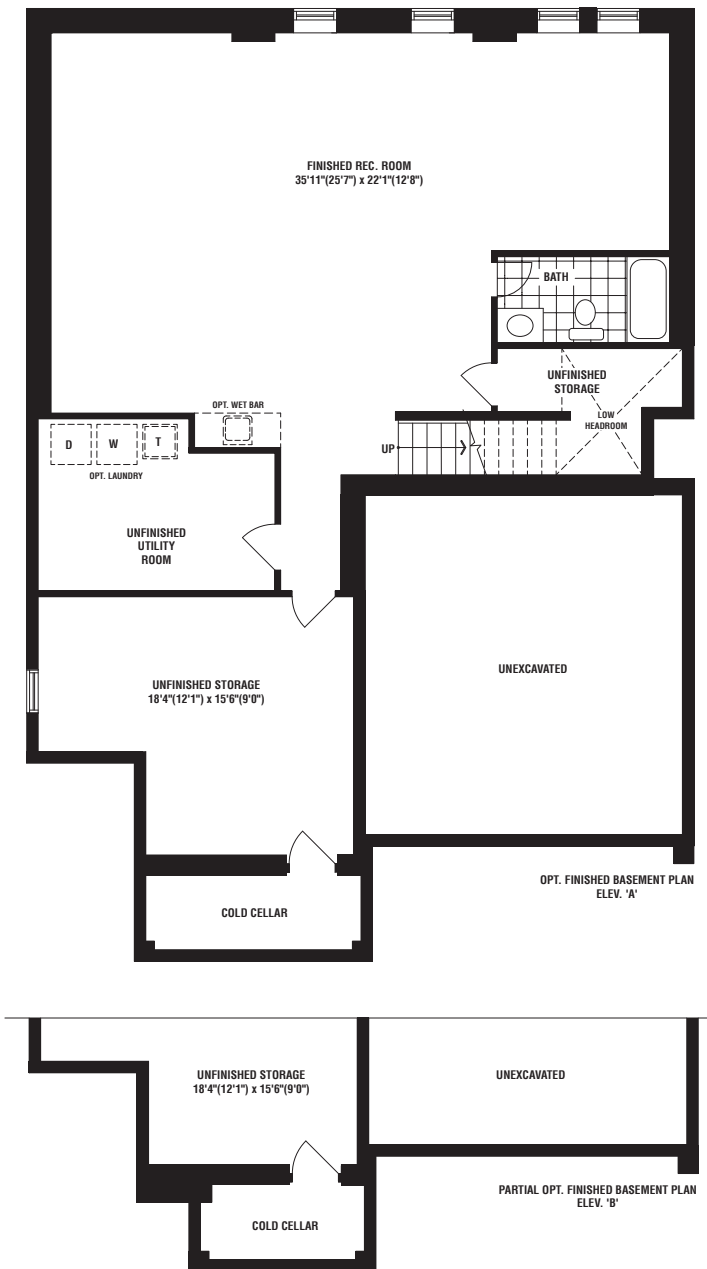 FINISHED REC. ROOM
35'11"(25'7") x 22'1"(12'8")
BATH
UNFINISHED
STORAGE
OPT. WET BAR
LOW
HEADROOM
D
W
T
UP
OPT. LAUNDRY
UNFINISHED
UTILITY
ROOM
UNFINISHED STORAGE
18'4"(12'1") x 15'6"(9'0")
UNEXCAVATED
OPT. FINISHED BASEMENT PLAN
ELEV. 'A'
COLD CELLAR
UNFINISHED STORAGE
18'4"(12'1") x 15'6"(9'0")
UNEXCAVATED
PARTIAL OPT. FINISHED BASEMENT PLAN
ELEV. 'B'
COLD CELLAR